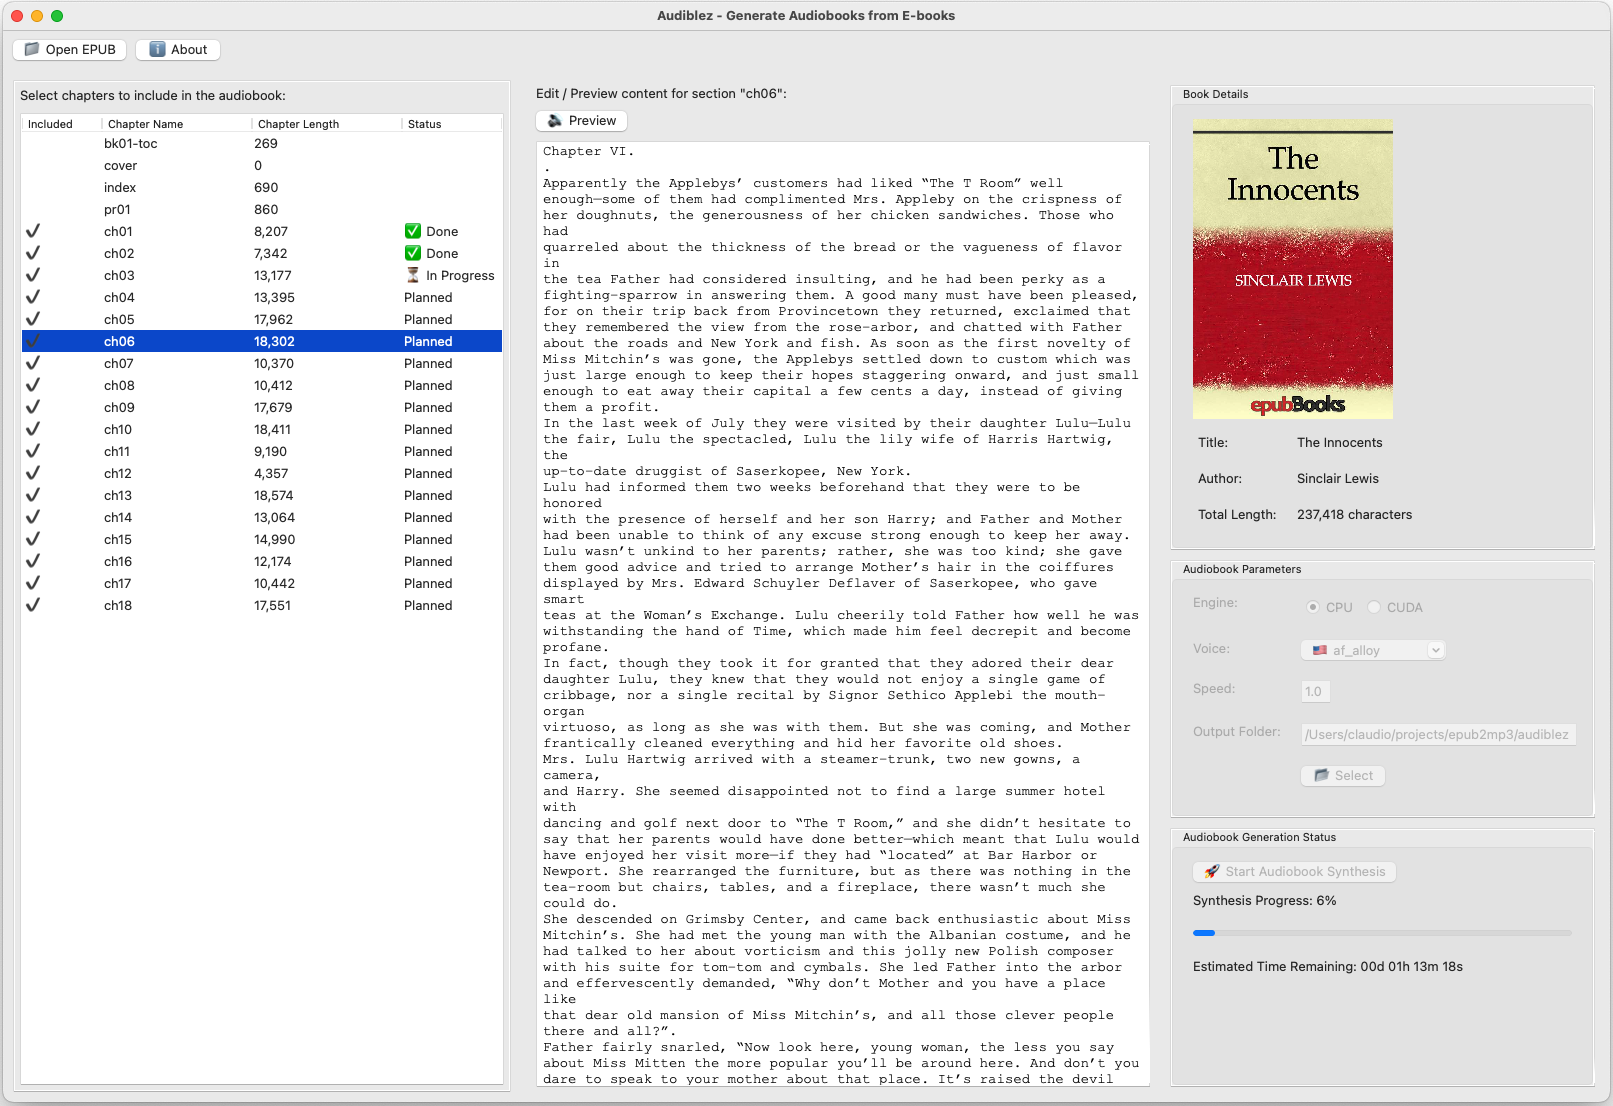 Audiblez - Generate Audiobooks from E-books
Open EPUB
About
Select chapters to include in the audiobook:
Included Chapter Name Chapter Length Status
bk01-toc 269
cover 0
index 690
pr01 860
✔ ch01 8,207 ✅ Done
✔ ch02 7,342 ✅ Done
✔ ch03 13,177 ⏳ In Progress
✔ ch04 13,395 Planned
✔ ch05 17,962 Planned
✔ ch06 18,302 Planned
✔ ch07 10,370 Planned
✔ ch08 10,412 Planned
✔ ch09 17,679 Planned
✔ ch10 18,411 Planned
✔ ch11 9,190 Planned
✔ ch12 4,357 Planned
✔ ch13 18,574 Planned
✔ ch14 13,064 Planned
✔ ch15 14,990 Planned
✔ ch16 12,174 Planned
✔ ch17 10,442 Planned
✔ ch18 17,551 Planned
Edit / Preview content for section "ch06":
Preview
Chapter VI.
.
Apparently the Applebys’ customers had liked “The T Room” well
enough—some of them had complimented Mrs. Appleby on the crispness of
her doughnuts, the generousness of her chicken sandwiches. Those who
had
quarreled about the thickness of the bread or the vagueness of flavor
in
the tea Father had considered insulting, and he had been perky as a
fighting-sparrow in answering them. A good many must have been pleased,
for on their trip back from Provincetown they returned, exclaimed that
they remembered the view from the rose-arbor, and chatted with Father
about the roads and New York and fish. As soon as the first novelty of
Miss Mitchin’s was gone, the Applebys settled down to custom which was
just large enough to keep their hopes staggering onward, and just small
enough to eat away their capital a few cents a day, instead of giving
them a profit.
In the last week of July they were visited by their daughter Lulu—Lulu
the fair, Lulu the spectacled, Lulu the lily wife of Harris Hartwig,
the
up-to-date druggist of Saserkopee, New York.
Lulu had informed them two weeks beforehand that they were to be
honored
with the presence of herself and her son Harry; and Father and Mother
had been unable to think of any excuse strong enough to keep her away.
Lulu wasn’t unkind to her parents; rather, she was too kind; she gave
them good advice and tried to arrange Mother’s hair in the coiffures
displayed by Mrs. Edward Schuyler Deflaver of Saserkopee, who gave
smart
teas at the Woman’s Exchange. Lulu cheerily told Father how well he was
withstanding the hand of Time, which made him feel decrepit and become
profane.
In fact, though they took it for granted that they adored their dear
daughter Lulu, they knew that they would not enjoy a single game of
cribbage, nor a single recital by Signor Sethico Applebi the mouth-
organ
virtuoso, as long as she was with them. But she was coming, and Mother
frantically cleaned everything and hid her favorite old shoes.
Mrs. Lulu Hartwig arrived with a steamer-trunk, two new gowns, a
camera,
and Harry. She seemed disappointed not to find a large summer hotel
with
dancing and golf next door to “The T Room,” and she didn’t hesitate to
say that her parents would have done better—which meant that Lulu would
have enjoyed her visit more—if they had “located” at Bar Harbor or
Newport. She rearranged the furniture, but as there was nothing in the
tea-room but chairs, tables, and a fireplace, there wasn’t much she
could do.
She descended on Grimsby Center, and came back enthusiastic about Miss
Mitchin’s. She had met the young man with the Albanian costume, and he
had talked to her about vorticism and this jolly new Polish composer
with his suite for tom-tom and cymbals. She led Father into the arbor
and effervescently demanded, “Why don’t Mother and you have a place
like
that dear old mansion of Miss Mitchin’s, and all those clever people
there and all?”.
Father fairly snarled, “Now look here, young woman, the less you say
about Miss Mitten the more popular you’ll be around here. And don’t you
dare to speak to your mother about that place. It’s raised the devil
Book Details
The
Innocents
SINCLAIR LEWIS
epubBooks
Title: The Innocents
Author: Sinclair Lewis
Total Length: 237,418 characters
Audiobook Parameters
Engine: CPU CUDA
Voice: 🇺🇸 af_alloy
Speed: 1.0
Output Folder: /Users/claudio/projects/epub2mp3/audiblez
Select
Audiobook Generation Status
🚀 Start Audiobook Synthesis
Synthesis Progress: 6%
Estimated Time Remaining: 00d 01h 13m 18s